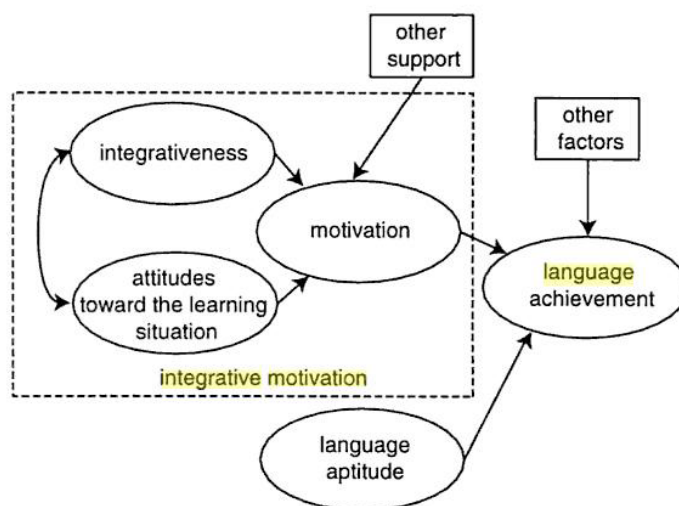 other
support
other
factors
integrativeness
motivation
attitudes
toward the learning
situation
language
achievement
integrative motivation
language
aptitude